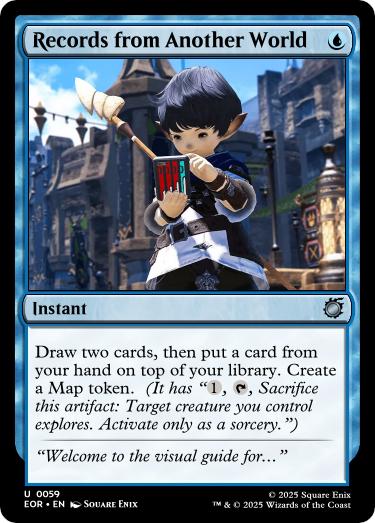 Records from Another World
Instant
Draw two cards, then put a card from
your hand on top of your library. Create
a Map token. (It has “1, T, Sacrifice
this artifact: Target creature you control
explores. Activate only as a sorcery.”)
“Welcome to the visual guide for…”
U 0059
EOR • EN SQUARE ENIX
© 2025 Square Enix
™ & © 2025 Wizards of the Coast